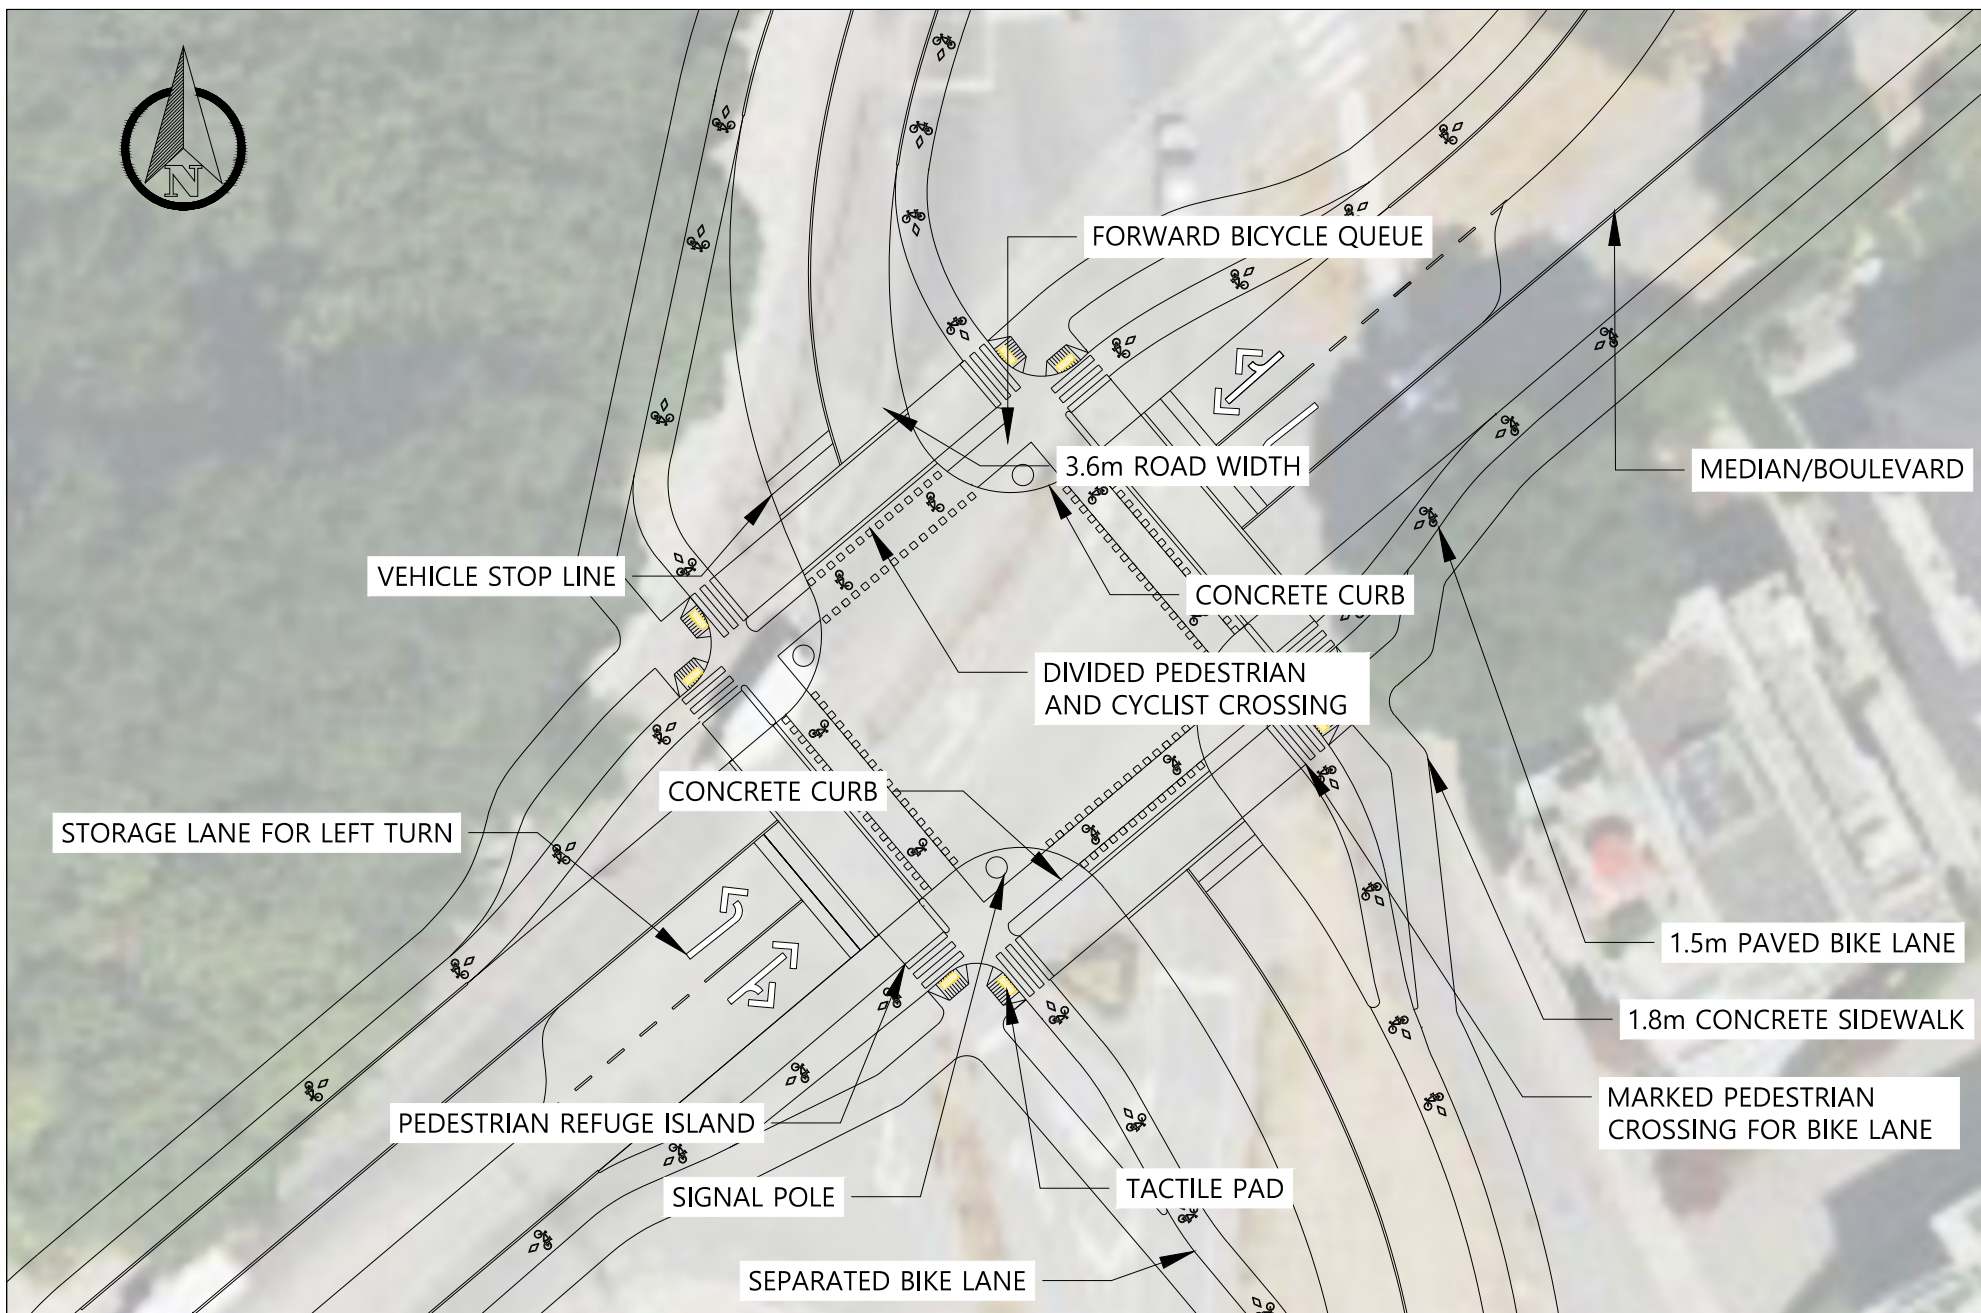 N
FORWARD BICYCLE QUEUE
3.6m ROAD WIDTH
MEDIAN/BOULEVARD
VEHICLE STOP LINE
CONCRETE CURB
DIVIDED PEDESTRIAN
AND CYCLIST CROSSING
CONCRETE CURB
STORAGE LANE FOR LEFT TURN
1.5m PAVED BIKE LANE
1.8m CONCRETE SIDEWALK
MARKED PEDESTRIAN
CROSSING FOR BIKE LANE
PEDESTRIAN REFUGE ISLAND
SIGNAL POLE
TACTILE PAD
SEPARATED BIKE LANE